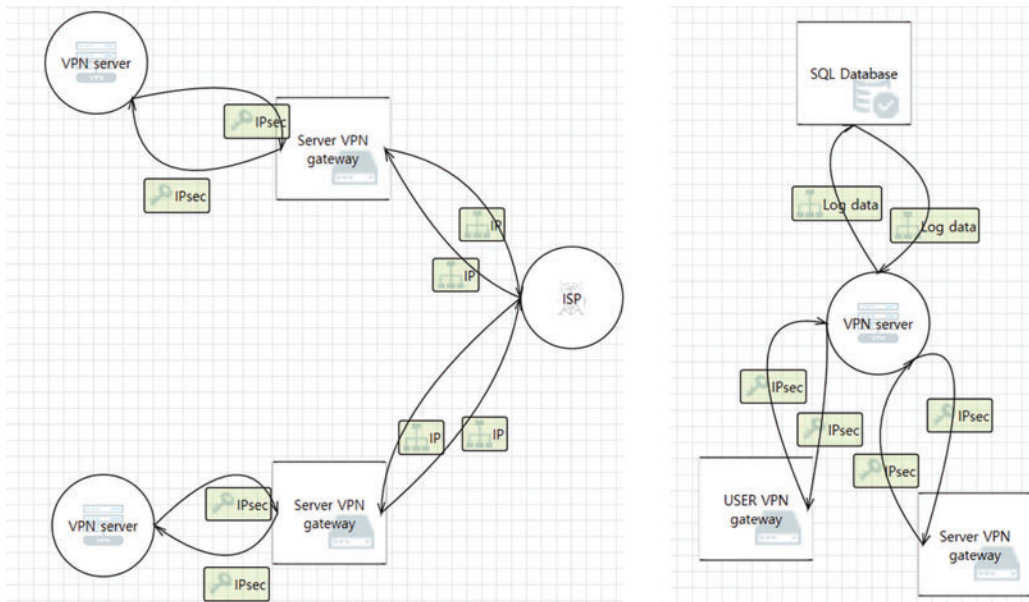 VPN server
IPsec
Server VPN
gateway
IPsec
IP
IP
ISP
IP
IP
IPsec
Server VPN
gateway
VPN server
IPsec
SQL Database
Log data
Log data
VPN server
IPsec
IPsec
IPsec
IPsec
USER VPN
gateway
Server VPN
gateway